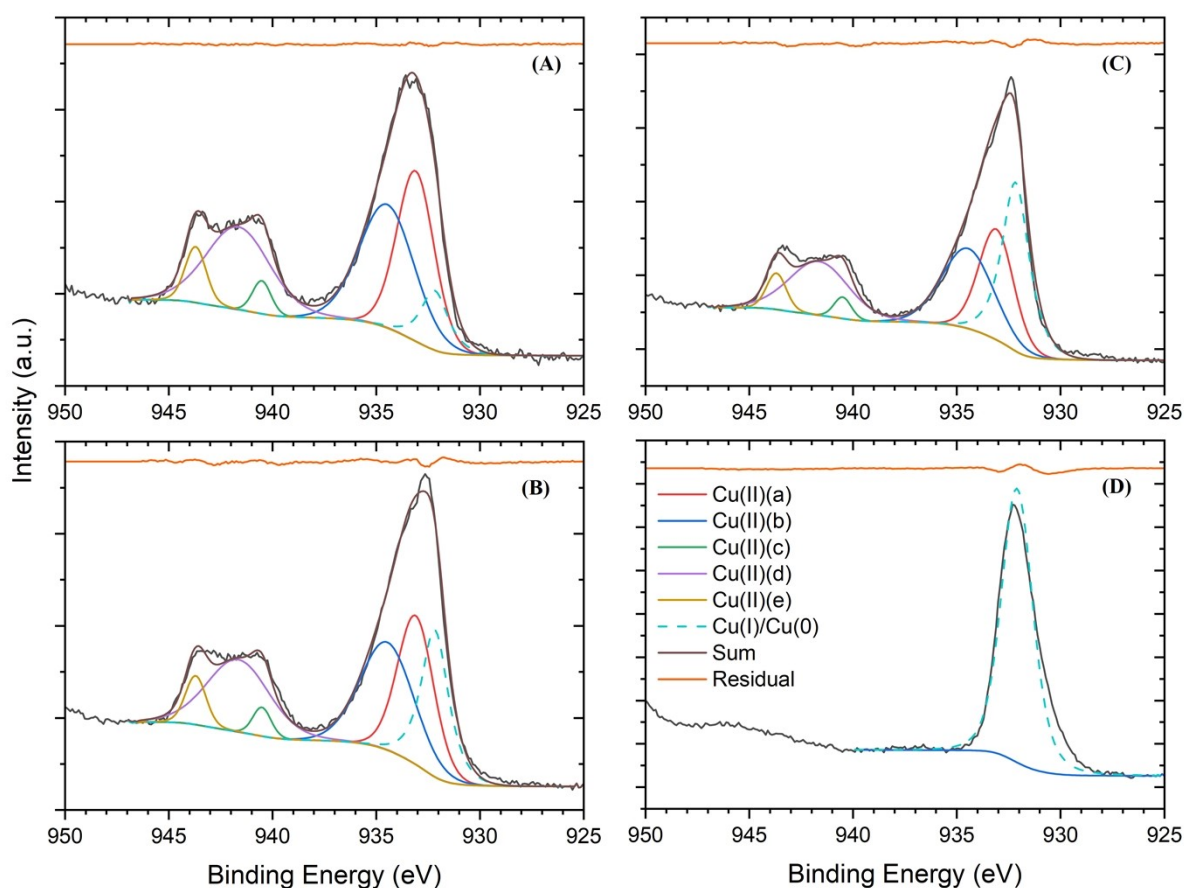 (A)
950 945 940 935 930 925
(C)
950 945 940 935 930 925
Intensity (a.u.)
(B)
950 945 940 935 930 925
Binding Energy (eV)
(D)
Cu(II)(a)
Cu(II)(b)
Cu(II)(c)
Cu(II)(d)
Cu(II)(e)
Cu(I)/Cu(0)
Sum
Residual
950 945 940 935 930 925
Binding Energy (eV)